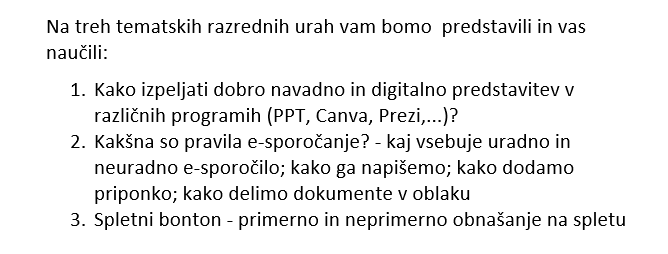 Na treh tematskih razrednih urah vam bomo  predstavili in vas
naučili:
1. Kako izpeljati dobro navadno in digitalno predstavitev v
različnih programih (PPT, Canva, Prezi,...)?
2. Kakšna so pravila e-sporočanje? - kaj vsebuje uradno in
neuradno e-sporočilo; kako ga napišemo; kako dodamo
priponko; kako delimo dokumente v oblaku
3. Spletni bonton - primerno in neprimerno obnašanje na spletu